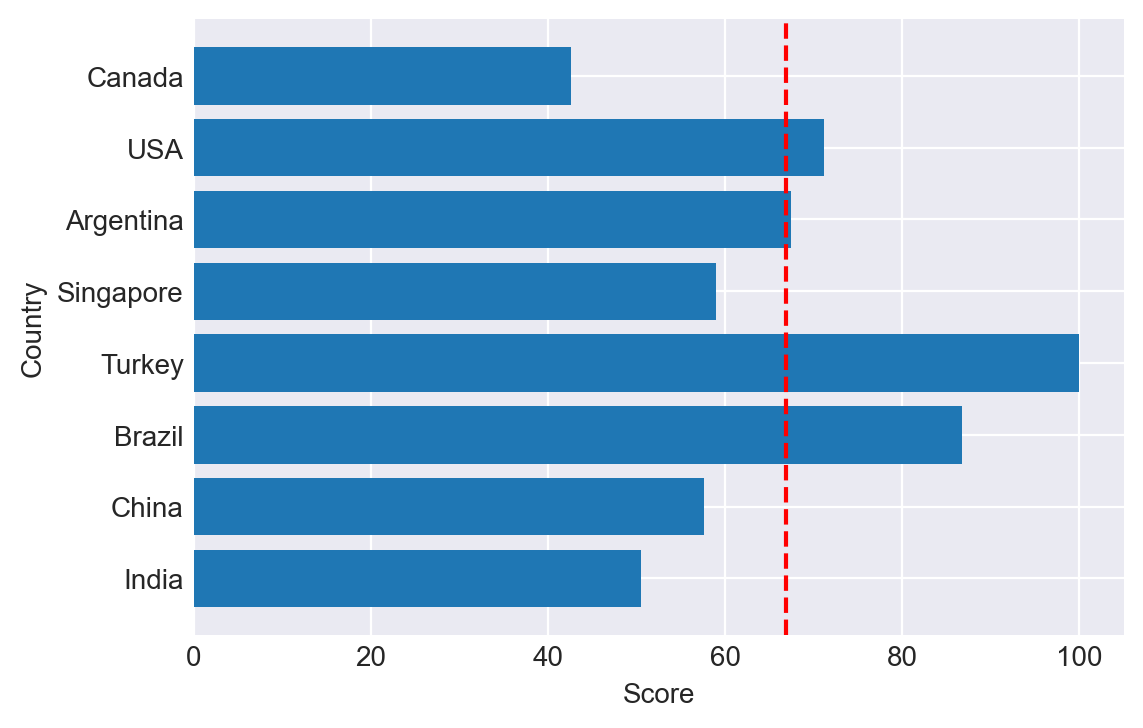 Canada
USA
Argentina
Singapore
Turkey
Brazil
China
India
Country
0 20 40 60 80 100
Score